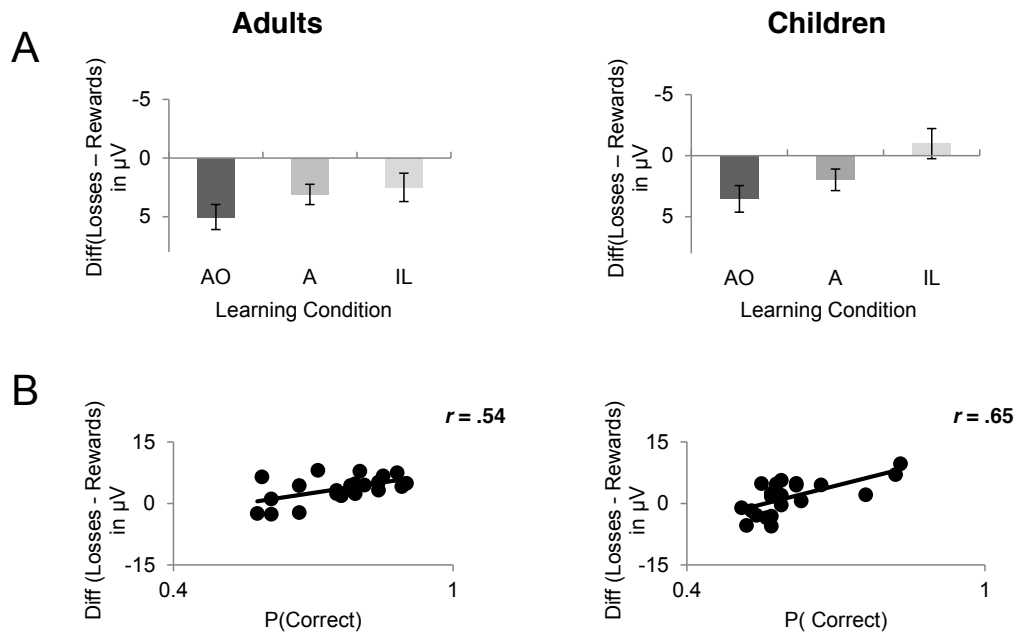 Adults
Children
A
Diff(Losses – Rewards)
in µV
-5
0
5
AO
A
IL
Learning Condition
Diff(Losses – Rewards)
in µV
-5
0
5
AO
A
IL
Learning Condition
B
r = .54
Diff (Losses - Rewards)
in µV
15
0
-15
0.4
1
P(Correct)
r = .65
Diff (Losses - Rewards)
in µV
15
0
-15
0.4
1
P( Correct)